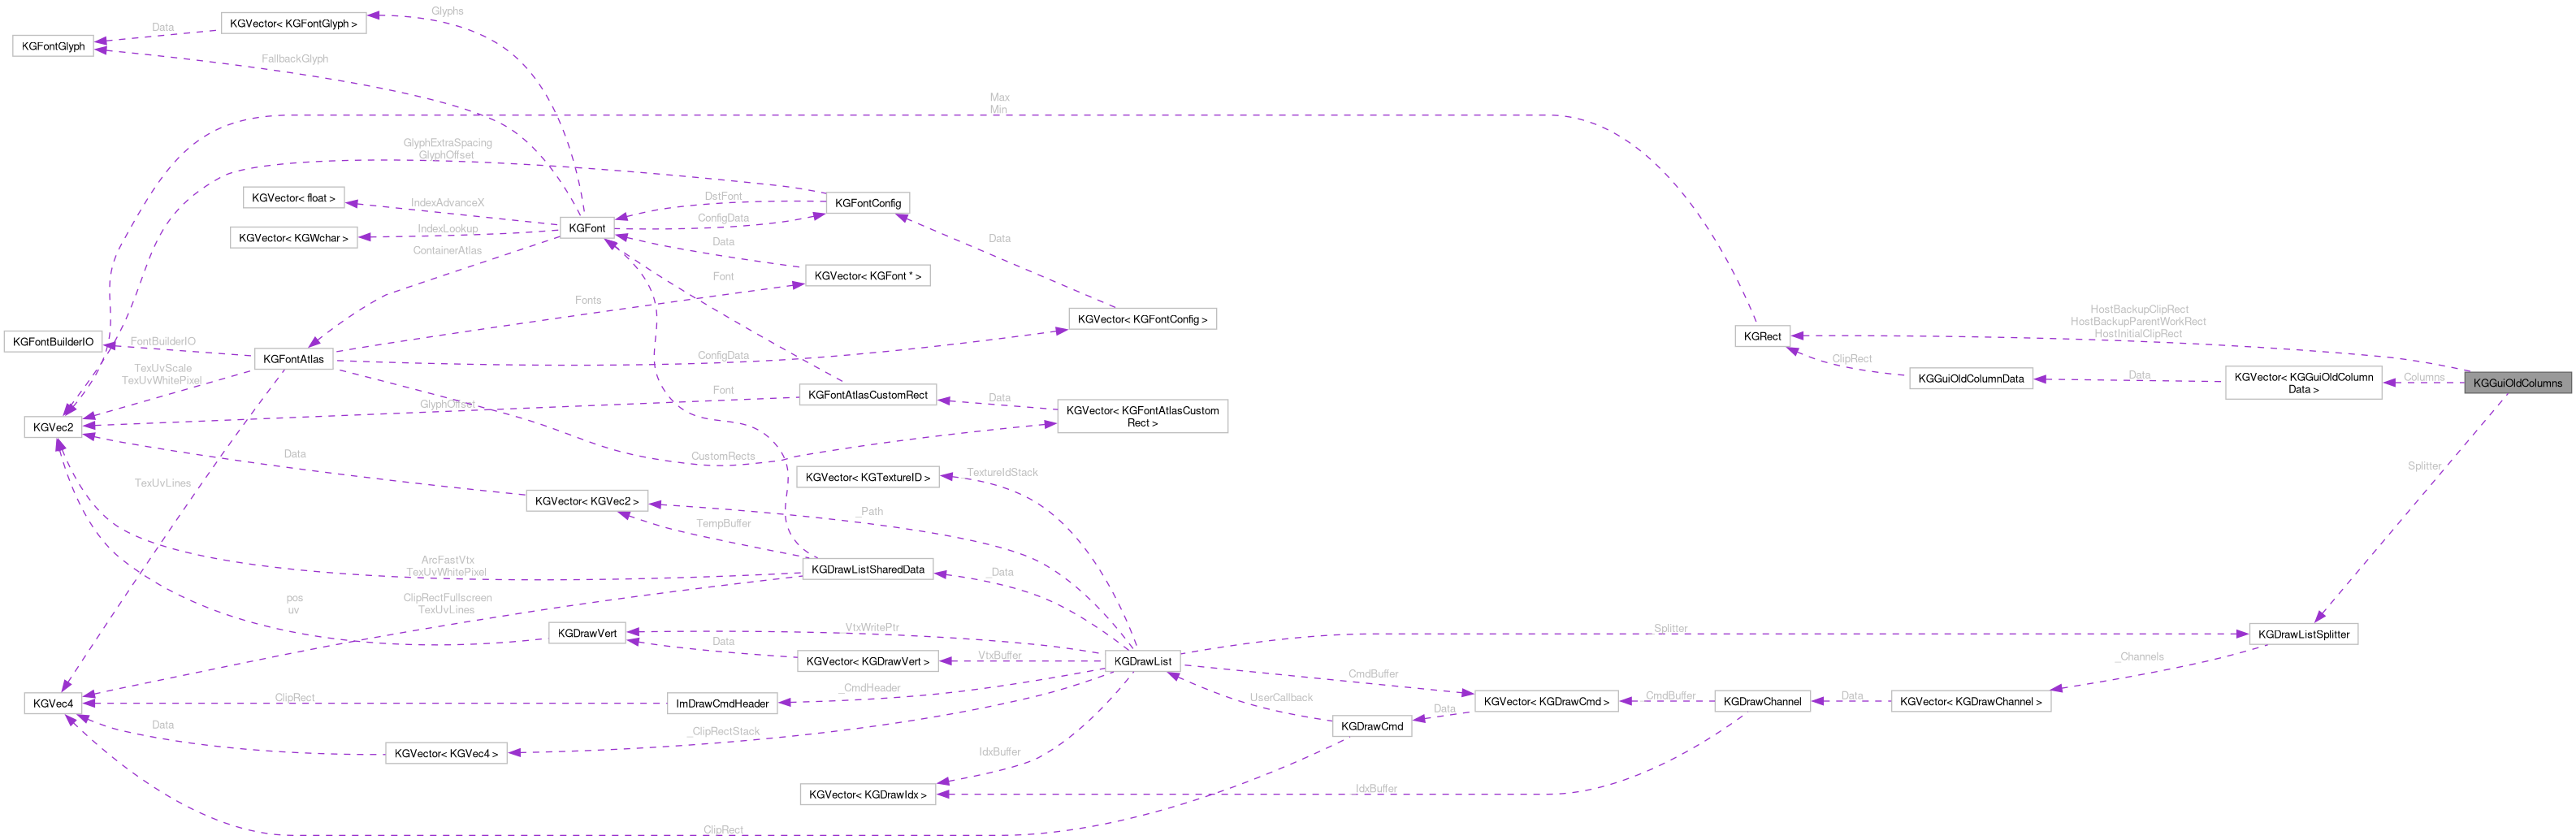 Glyphs
KGVector< KGFontGlyph >
Data
KGFontGlyph
FallbackGlyph
Max
Min
GlyphExtraSpacing
GlyphOffset
KGVector< float >
IndexAdvanceX
DstFont
KGFontConfig
KGFont
ConfigData
KGVector< KGWchar >
IndexLookup
Data
Data
ContainerAtlas
KGVector< KGFont * >
Font
Fonts
KGVector< KGFontConfig >
HostBackupClipRect
HostBackupParentWorkRect
HostInitialClipRect
KGRect
KGFontBuilderIO
FontBuilderIO
KGFontAtlas
ConfigData
ClipRect
TexUvScale
TexUvWhitePixel
KGGuiOldColumnData
Data
KGVector< KGGuiOldColumn
Data >
Columns
KGGuiOldColumns
Font
KGFontAtlasCustomRect
GlyphOffset
Data
KGVector< KGFontAtlasCustom
Rect >
KGVec2
Data
CustomRects
Splitter
TexUvLines
KGVector< KGTextureID >
TextureIdStack
KGVector< KGVec2 >
_Path
TempBuffer
ArcFastVtx
TexUvWhitePixel
KGDrawListSharedData
_Data
pos
uv
ClipRectFullscreen
TexUvLines
KGDrawVert
VtxWritePtr
Splitter
KGDrawListSplitter
Data
KGVector< KGDrawVert >
VtxBuffer
KGDrawList
_Channels
CmdBuffer
KGVec4
ClipRect
ImDrawCmdHeader
_CmdHeader
UserCallback
KGVector< KGDrawCmd >
CmdBuffer
KGDrawChannel
Data
KGVector< KGDrawChannel >
Data
KGDrawCmd
Data
KGVector< KGVec4 >
_ClipRectStack
IdxBuffer
KGVector< KGDrawIdx >
IdxBuffer
ClipRect